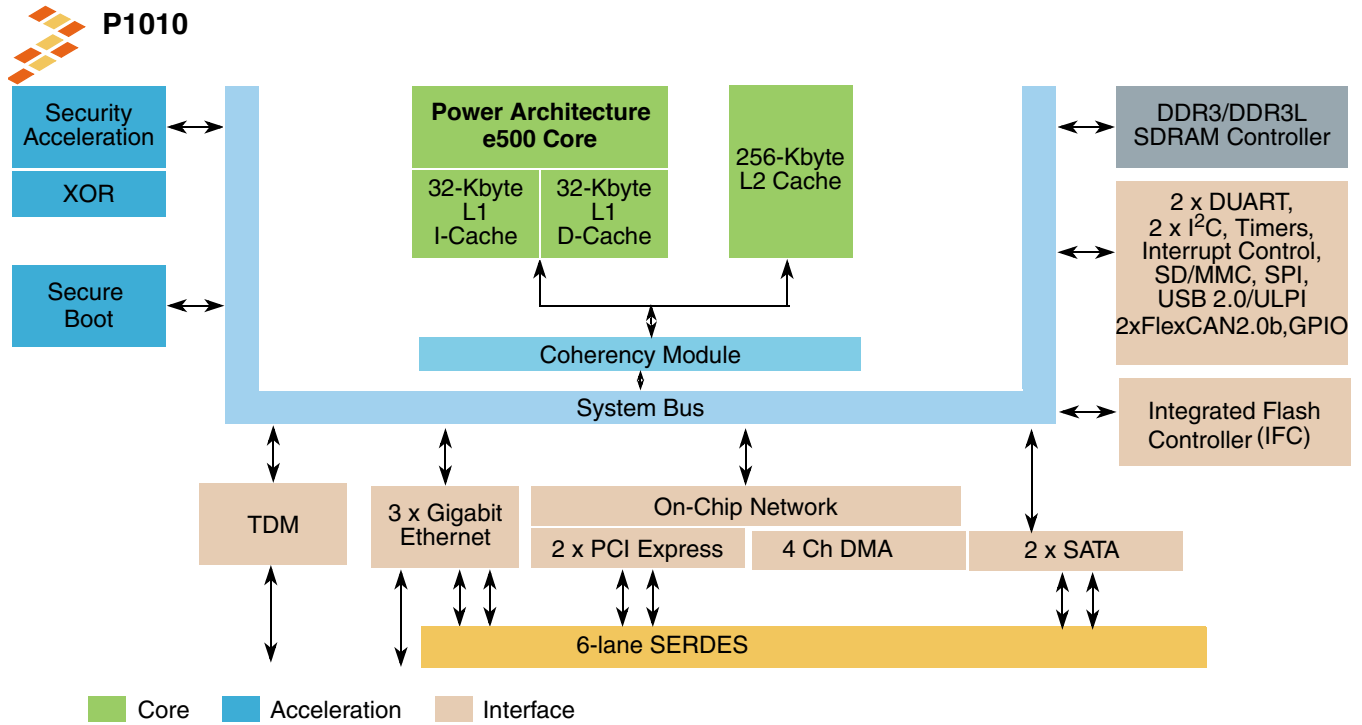 P1010
Security
Acceleration
XOR
Secure
Boot
Power Architecture
e500 Core
32-Kbyte
L1
I-Cache
32-Kbyte
L1
D-Cache
256-Kbyte
L2 Cache
Coherency Module
System Bus
DDR3/DDR3L
SDRAM Controller
2 x DUART,
2 x I²C, Timers,
Interrupt Control,
SD/MMC, SPI,
USB 2.0/ULPI
2xFlexCAN2.0b,GPIO
Integrated Flash
Controller (IFC)
TDM
3 x Gigabit
Ethernet
On-Chip Network
2 x PCI Express
4 Ch DMA
2 x SATA
6-lane SERDES
Core
Acceleration
Interface